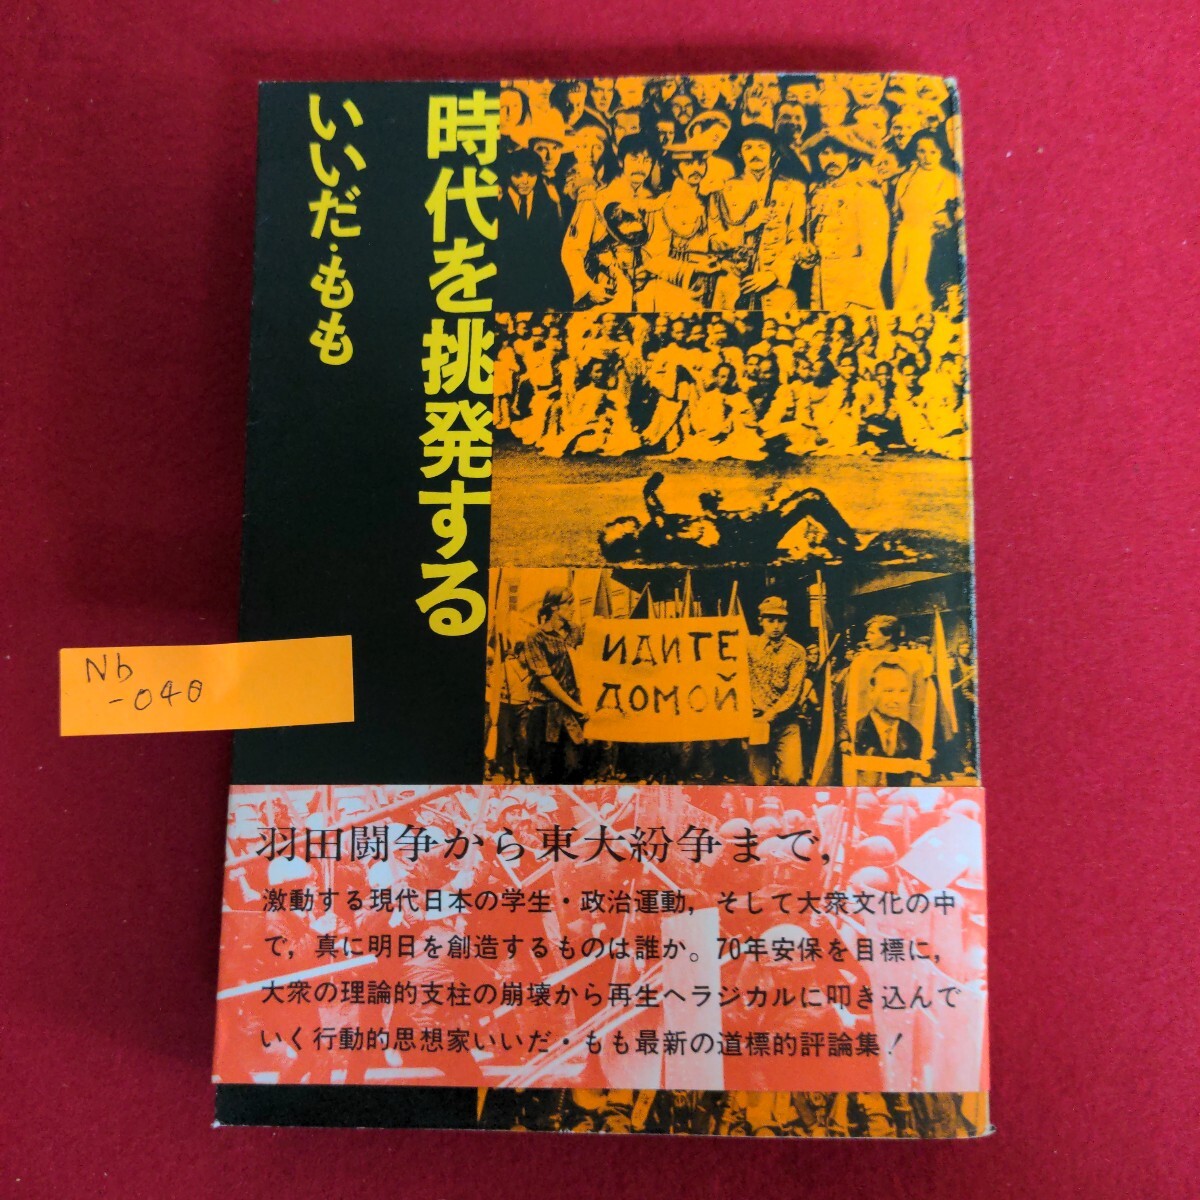 時代を挑発する
いいだ・もも
ИДИТЕ
ДОМОЙ
Nb
-040
羽田闘争から東大紛争まで,
激動する現代日本の学生・政治運動，そして大衆文化の中
で，真に明日を創造するものは誰か。70年安保を目標に，
大衆の理論的支柱の崩壊から再生へラジカルに叩き込んで
いく行動的思想家いいだ・もも最新の道標的評論集！